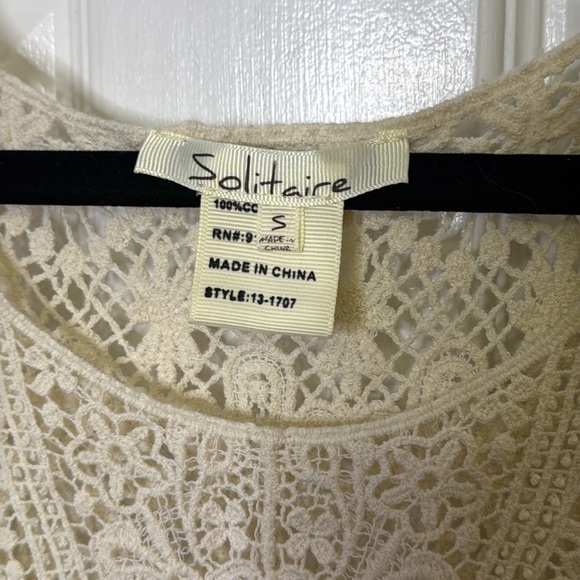 Solitaire
100%CC
S
RN#:9
MADE IN
CHINA
MADE IN CHINA
STYLE:13-1707